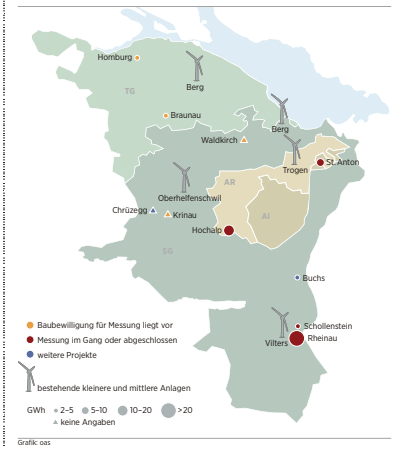 Homburg
Berg
TG
Braunau
Berg
Waldkirch
Trogen
St. Anton
AR
Oberhelfenschwil
Chrüzegg
Krinau
AI
Hochalp
SG
Buchs
Schollenstein
Vilters
Rheinau
Baubewilligung für Messung liegt vor
Messung im Gang oder abgeschlossen
weitere Projekte
bestehende kleinere und mittlere Anlagen
GWh 2–5 5–10 10–20 >20
keine Angaben
Grafik: oas